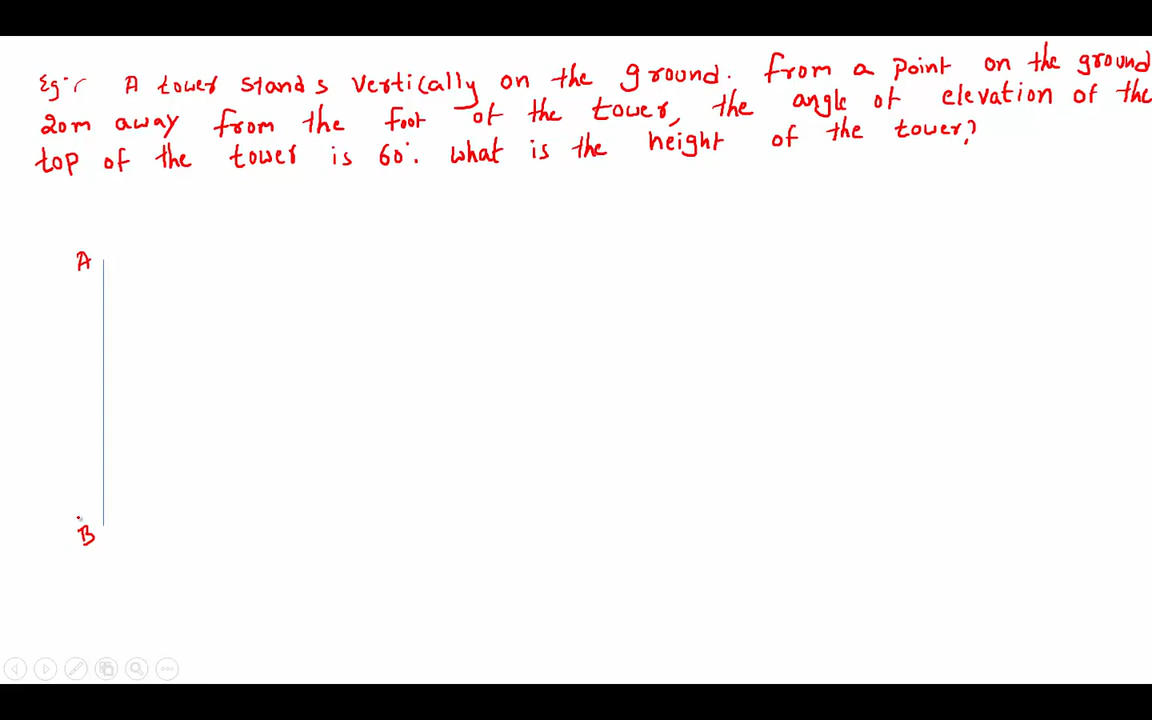 Eg:- A tower stands vertically on the ground. From a point on the ground
20m away from the foot of the tower, the angle of elevation of the
top of the tower is 60°. What is the height of the tower?
A
B